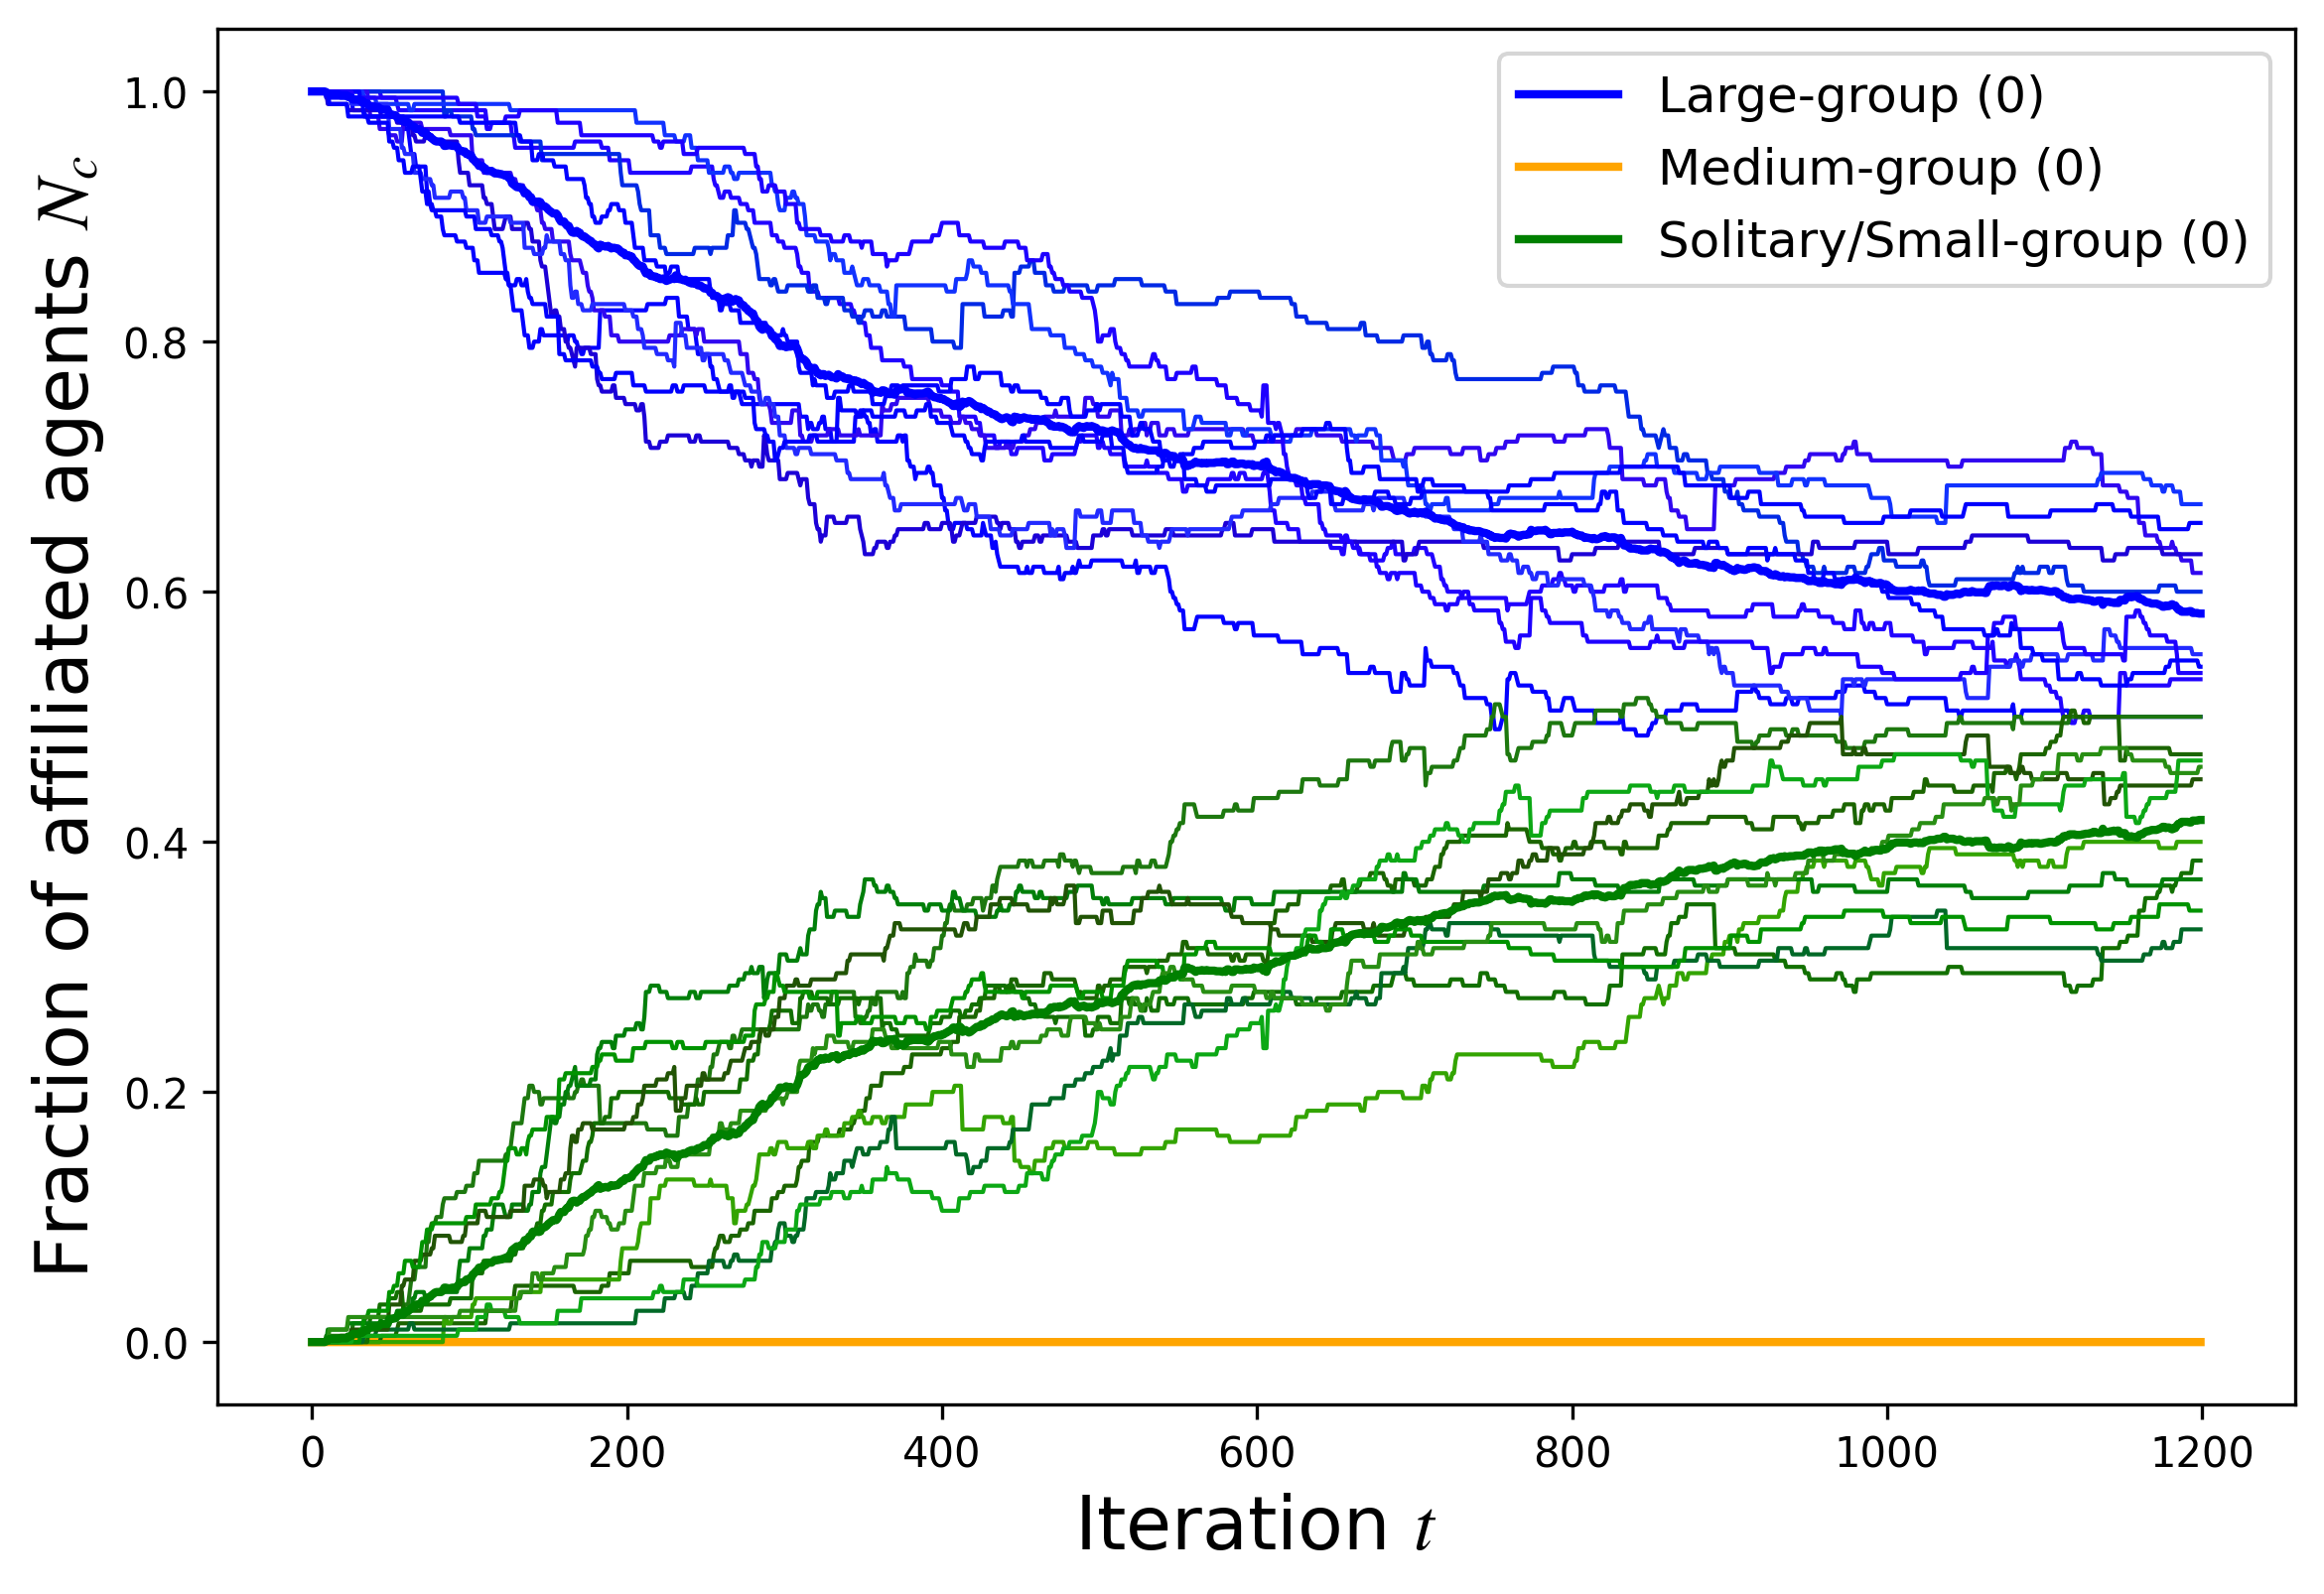 Large-group (0)
Medium-group (0)
Solitary/Small-group (0)
Fraction of affiliated agents N_c
1.0
0.8
0.6
0.4
0.2
0.0
0 200 400 600 800 1000 1200
Iteration t